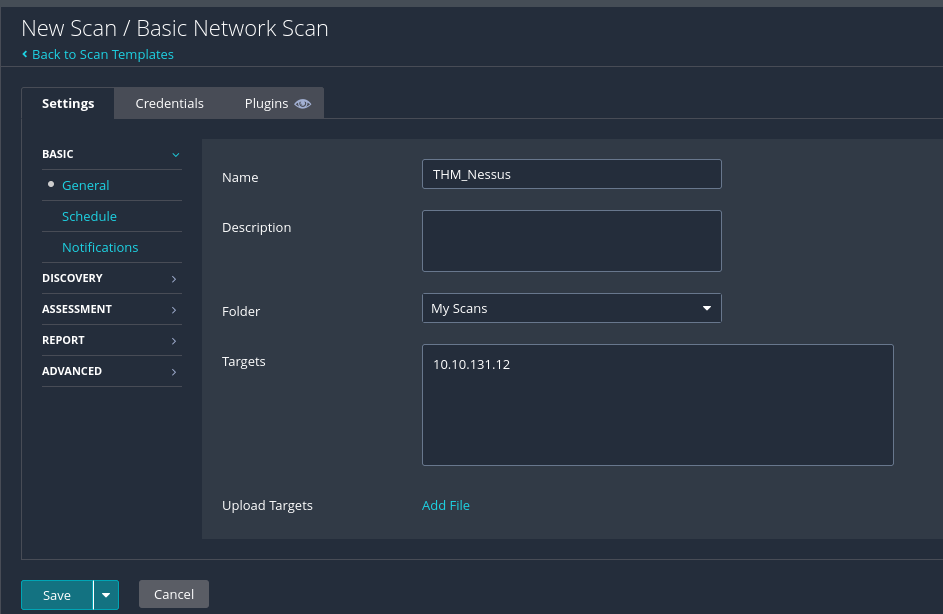 New Scan / Basic Network Scan
Back to Scan Templates
Settings Credentials Plugins
BASIC
General
Schedule
Notifications
DISCOVERY
ASSESSMENT
REPORT
ADVANCED
Name THM_Nessus
Description
Folder My Scans
Targets 10.10.131.12
Upload Targets Add File
Save Cancel